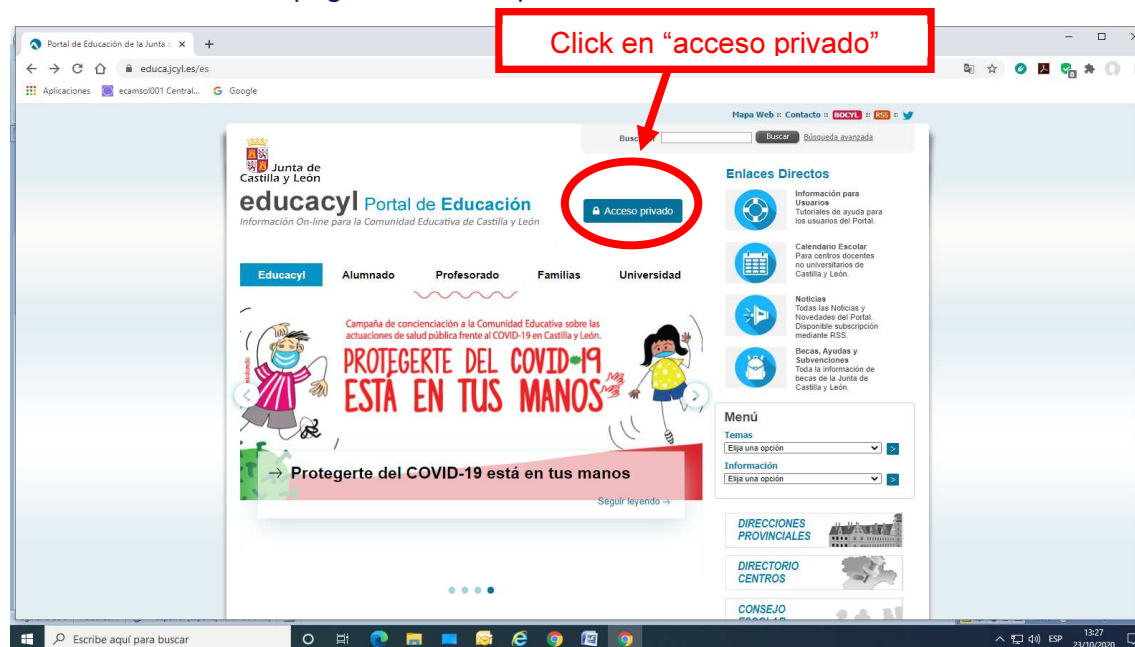 Click en “acceso privado”
Portal de Educación de la Junta
educa.jcyl.es/es
Aplicaciones
ecamsol001 Central...
Google
Mapa Web :: Contacto :: BOCYL :: RSS ::
Buscar
Búsqueda avanzada
Junta de
Castilla y León
educacyl Portal de Educación
Información On-line para la Comunidad Educativa de Castilla y León
Acceso privado
Educacyl
Alumnado
Profesorado
Familias
Universidad
Campaña de concienciación a la Comunidad Educativa sobre las
actuaciones de salud pública frente al COVID-19 en Castilla y León.
PROTEGERTE DEL COVID-19
ESTÁ EN TUS MANOS
→ Protegerte del COVID-19 está en tus manos
Seguir leyendo →
Enlaces Directos
Información para
Usuarios
Tutoriales de ayuda para
los usuarios del Portal.
Calendario Escolar
Para centros docentes
no universitarios de
Castilla y León.
Noticias
Todas las Noticias y
Novedades del Portal.
Disponible subscripción
mediante RSS.
Becas, Ayudas y
Subvenciones
Toda la información de
becas de la Junta de
Castilla y León.
Menú
Temas
Elija una opción
>
Información
Elija una opción
>
DIRECCIONES
PROVINCIALES
DIRECTORIO
CENTROS
CONSEJO
Escribe aquí para buscar
ESP
13:27
23/10/2020